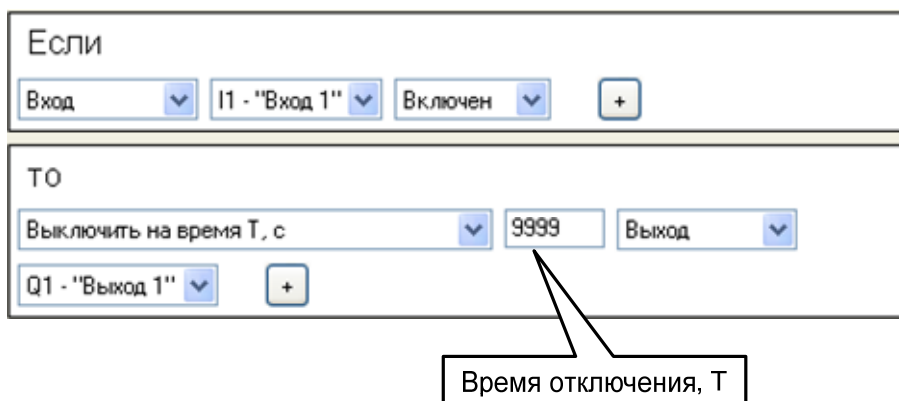 Если
Вход I1 - "Вход 1" Включен +
то
Выключить на время Т, с 9999 Выход
Q1 - "Выход 1" +
Время отключения, Т